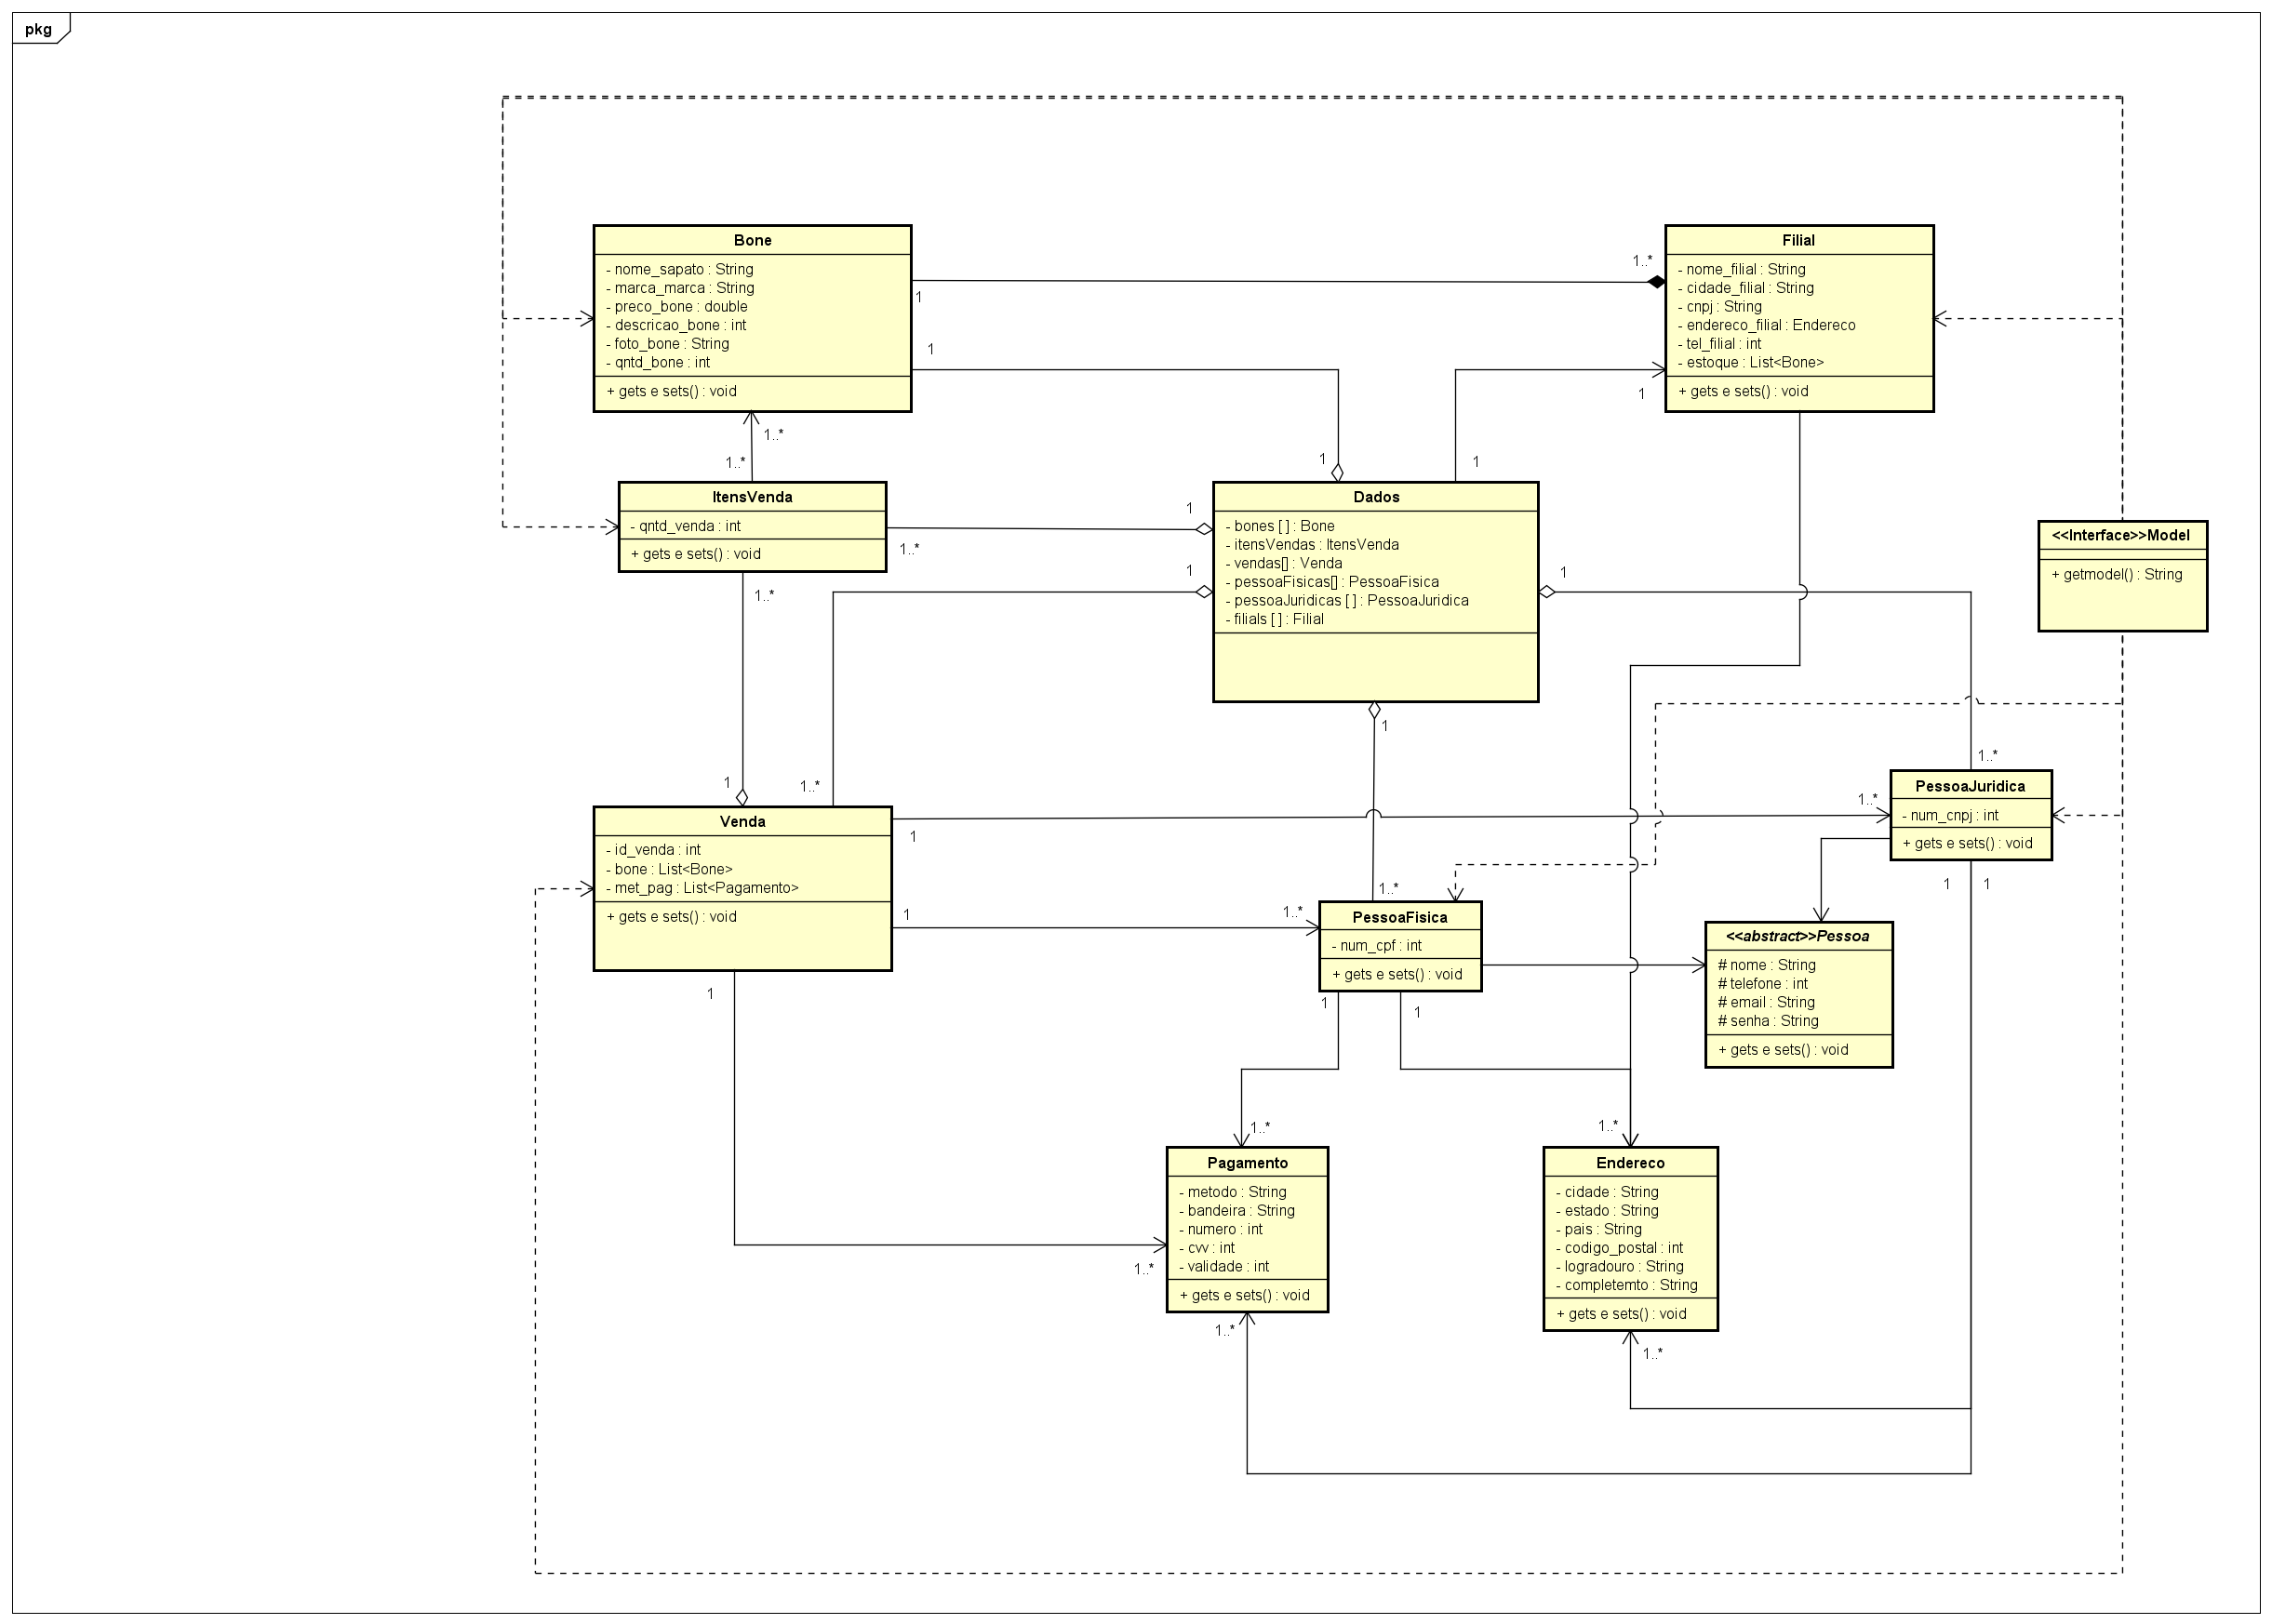 pkg
Bone
- nome_sapato : String
- marca_marca : String
- preco_bone : double
- descricao_bone : int
- foto_bone : String
- qntd_bone : int
+ gets e sets() : void
1
1
1..*
Filial
- nome_filial : String
- cidade_filial : String
- cnpj : String
- endereco_filial : Endereco
- tel_filial : int
- estoque : List<Bone>
+ gets e sets() : void
1
1..*
1..*
1
1
ItensVenda
- qntd_venda : int
+ gets e sets() : void
1..*
1..*
1
1
Dados
- bones [ ] : Bone
- itensVendas : ItensVenda
- vendas[] : Venda
- pessoaFisicas[] : PessoaFisica
- pessoaJuridicas [ ] : PessoaJuridica
- filials [ ] : Filial
1
1
<<Interface>>Model
+ getmodel() : String
1
1..*
1..*
Venda
- id_venda : int
- bone : List<Bone>
- met_pag : List<Pagamento>
+ gets e sets() : void
1
1
1
1..*
PessoaJuridica
- num_cnpj : int
+ gets e sets() : void
1
1
1..*
1..*
PessoaFisica
- num_cpf : int
+ gets e sets() : void
1
1
<<abstract>>Pessoa
# nome : String
# telefone : int
# email : String
# senha : String
+ gets e sets() : void
1..*
1..*
Pagamento
- metodo : String
- bandeira : String
- numero : int
- cvv : int
- validade : int
+ gets e sets() : void
1..*
1..*
Endereco
- cidade : String
- estado : String
- pais : String
- codigo_postal : int
- logradouro : String
- completemto : String
+ gets e sets() : void
1..*